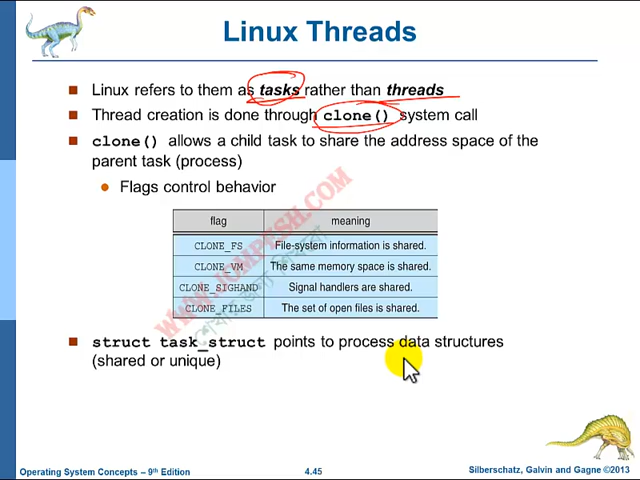 Linux Threads
Linux refers to them as tasks rather than threads
Thread creation is done through clone() system call
clone() allows a child task to share the address space of the
parent task (process)
Flags control behavior
flag meaning
CLONE_FS File-system information is shared.
CLONE_VM The same memory space is shared.
CLONE_SIGHAND Signal handlers are shared.
CLONE_FILES The set of open files is shared.
WWW.JOMPESH.COM
struct task_struct points to process data structures
(shared or unique)
Operating System Concepts – 9th Edition 4.45 Silberschatz, Galvin and Gagne ©2013